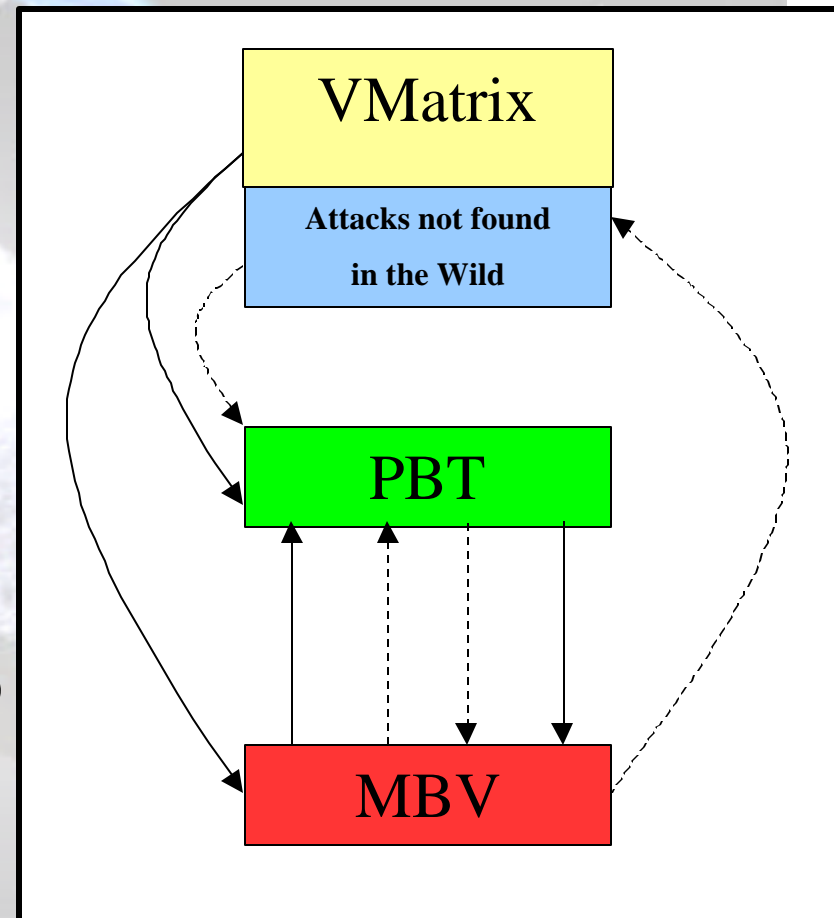 VMatrix
Attacks not found
in the Wild
PBT
MBV